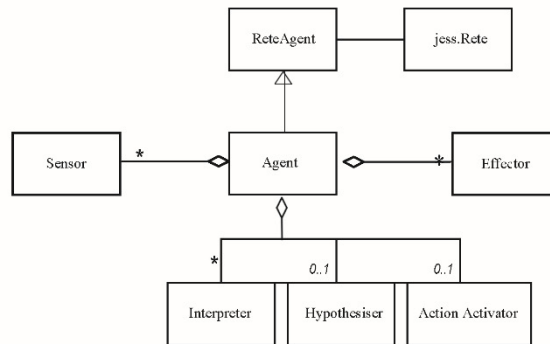 ReteAgent jess.Rete
Sensor * Agent * Effector
* 0..1 0..1
Interpreter Hypothesiser Action Activator